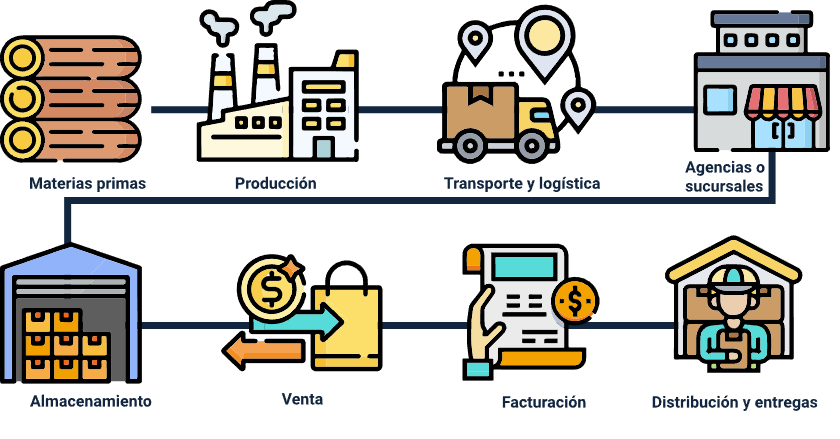 Materias primas
Producción
Transporte y logística
Agencias o
sucursales
Almacenamiento
Venta
Facturación
Distribución y entregas